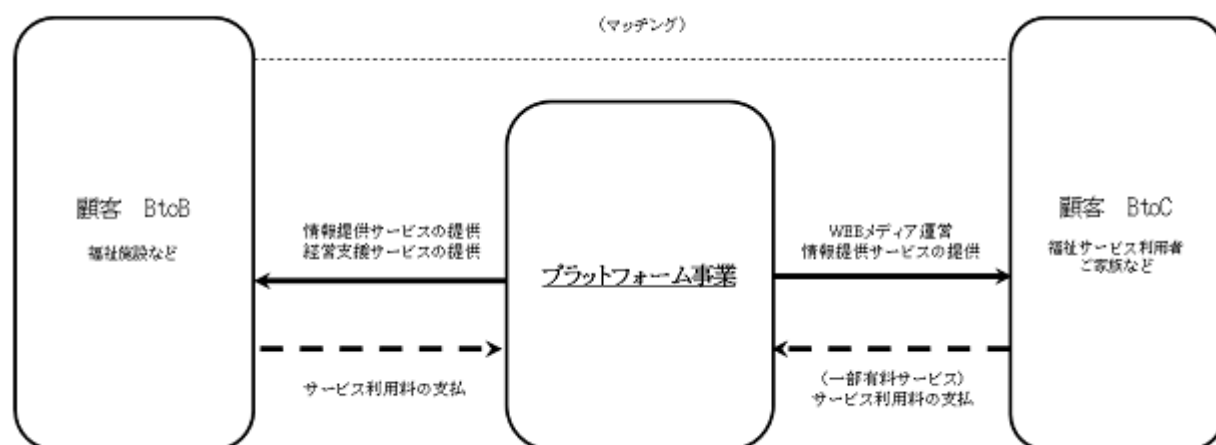 （マッチング）
顧客　BtoB
福祉施設など
情報提供サービスの提供
経営支援サービスの提供
サービス利用料の支払
プラットフォーム事業
WEBメディア運営
情報提供サービスの提供
（一部有料サービス）
サービス利用料の支払
顧客　BtoC
福祉サービス利用者
ご家族など